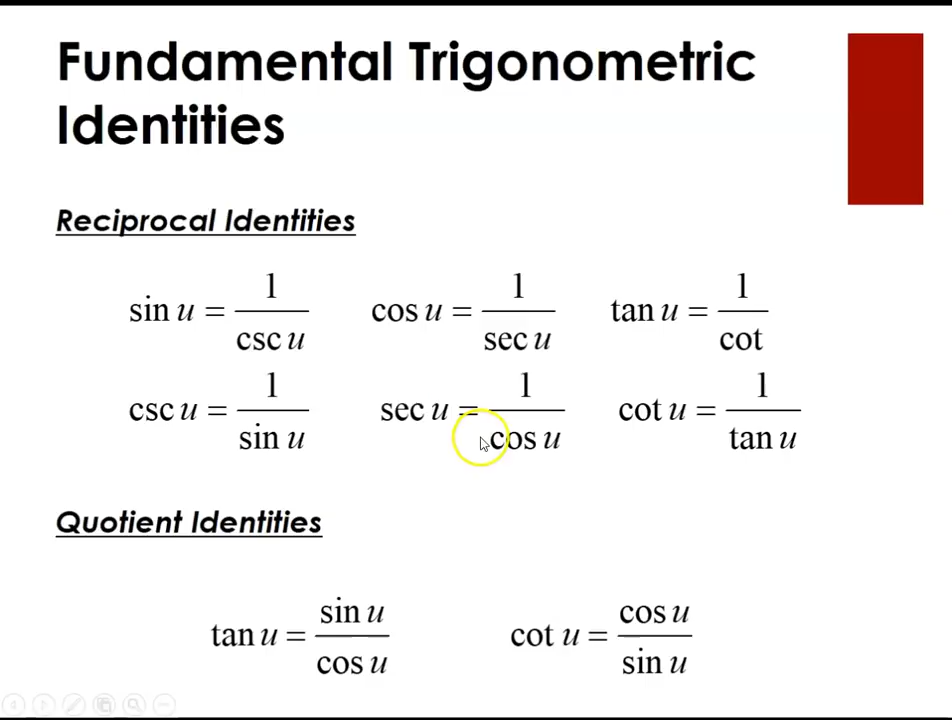 Fundamental Trigonometric
Identities
Reciprocal Identities
sin u = 1/csc u    cos u = 1/sec u    tan u = 1/cot
csc u = 1/sin u    sec u = 1/cos u    cot u = 1/tan u
Quotient Identities
tan u = sin u/cos u    cot u = cos u/sin u